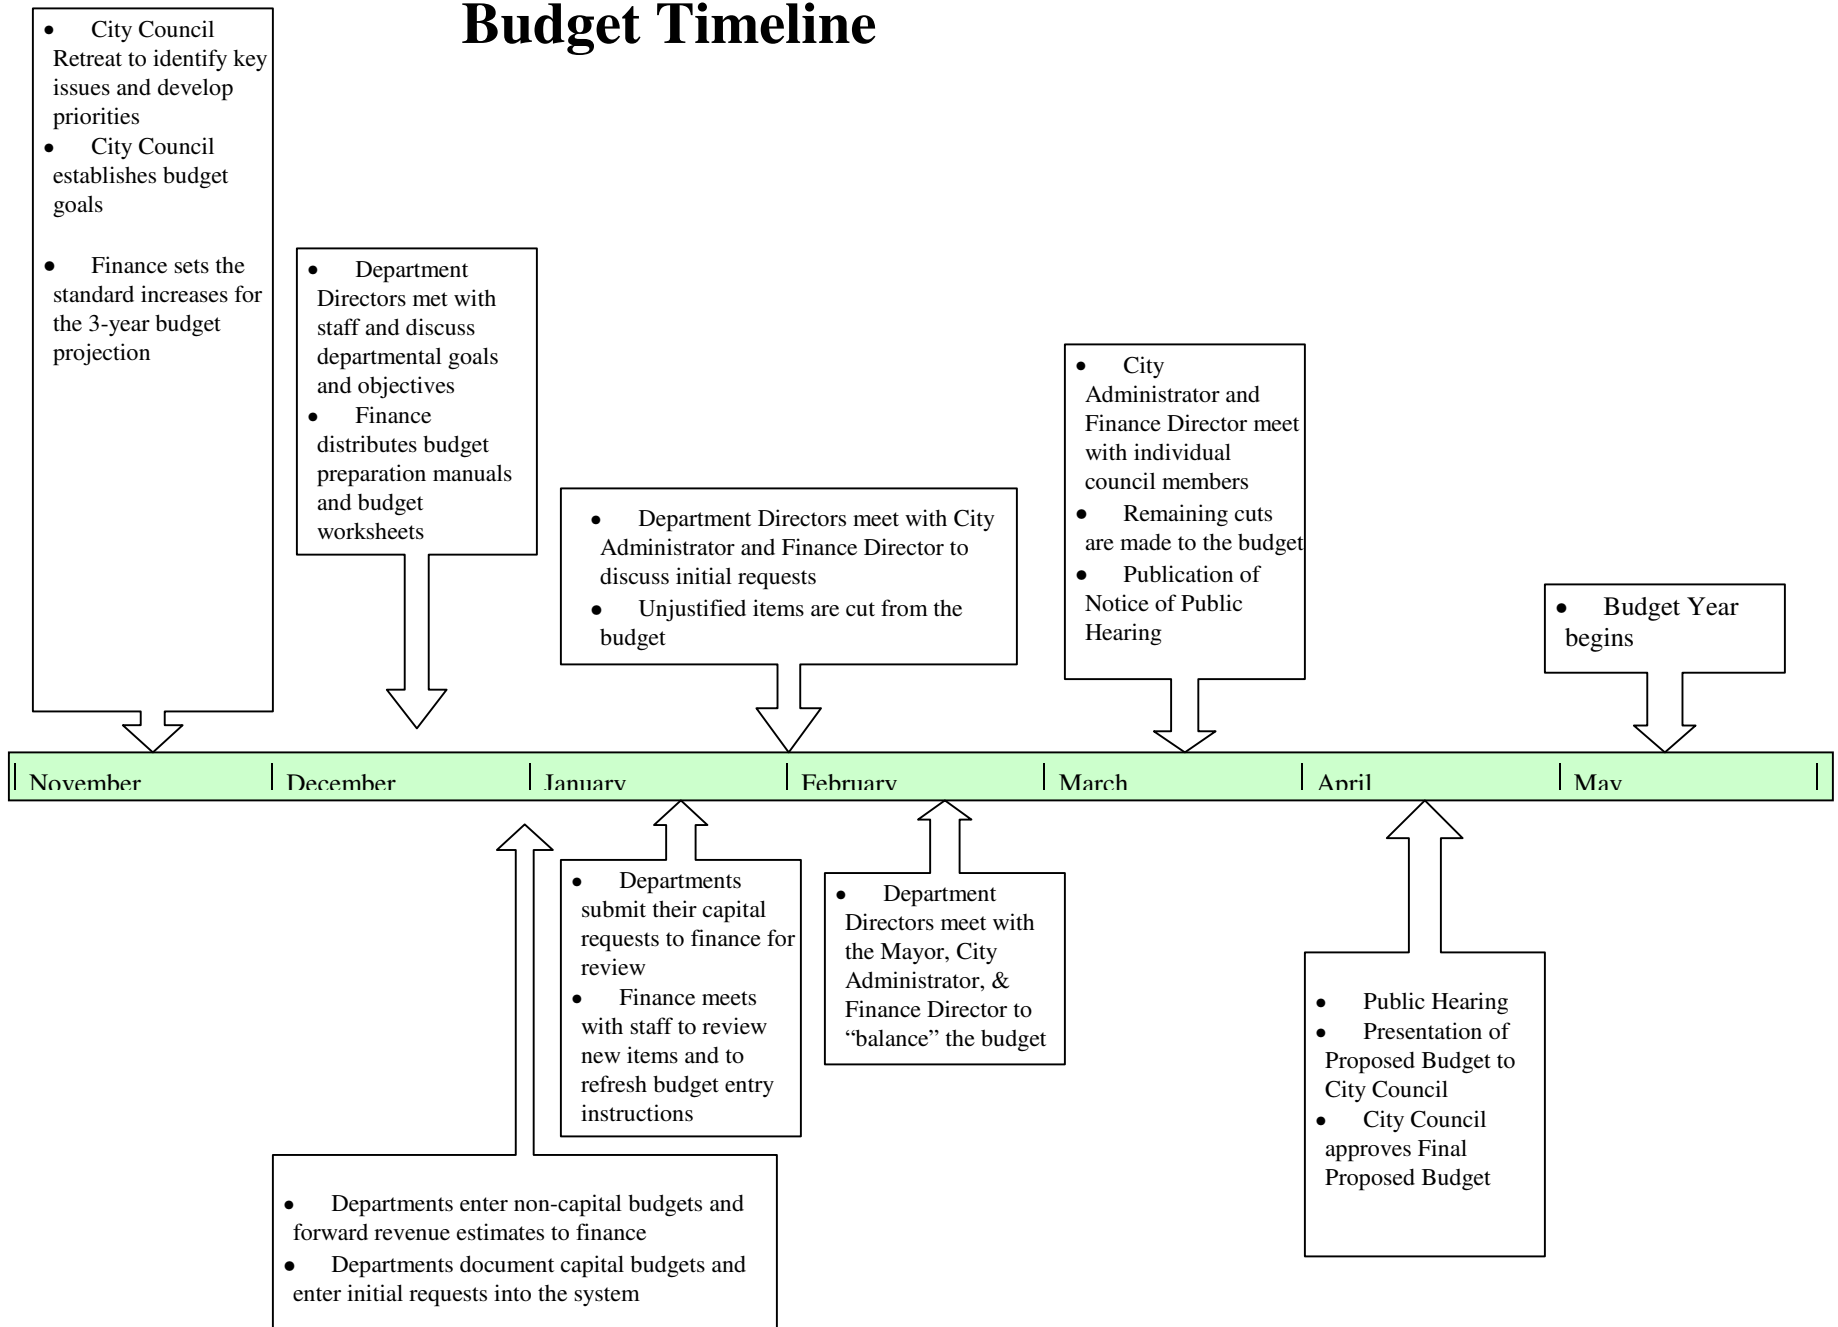 Budget Timeline
• City Council
Retreat to identify key
issues and develop
priorities
• City Council
establishes budget
goals
• Finance sets the
standard increases for
the 3-year budget
projection
• Department
Directors met with
staff and discuss
departmental goals
and objectives
• Finance
distributes budget
preparation manuals
and budget
worksheets
• Department Directors meet with City
Administrator and Finance Director to
discuss initial requests
• Unjustified items are cut from the
budget
• City
Administrator and
Finance Director meet
with individual
council members
• Remaining cuts
are made to the budget
• Publication of
Notice of Public
Hearing
• Budget Year
begins
November December January February March April May
• Departments
submit their capital
requests to finance for
review
• Finance meets
with staff to review
new items and to
refresh budget entry
instructions
• Department
Directors meet with
the Mayor, City
Administrator, &
Finance Director to
“balance” the budget
• Public Hearing
• Presentation of
Proposed Budget to
City Council
• City Council
approves Final
Proposed Budget
• Departments enter non-capital budgets and
forward revenue estimates to finance
• Departments document capital budgets and
enter initial requests into the system